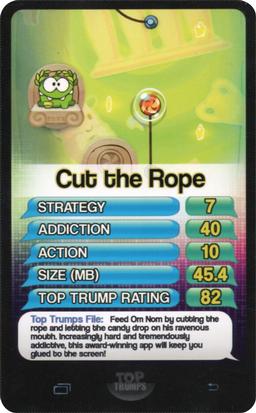 Cut the Rope
STRATEGY 7
ADDICTION 40
ACTION 10
SIZE (MB) 45.4
TOP TRUMP RATING 82
Top Trumps File: Feed Om Nom by cutting the
rope and letting the candy drop on his ravenous
mouth. Increasingly hard and tremendously
addictive, this award-winning app will keep you
glued to the screen!
TOP
TRUMPS